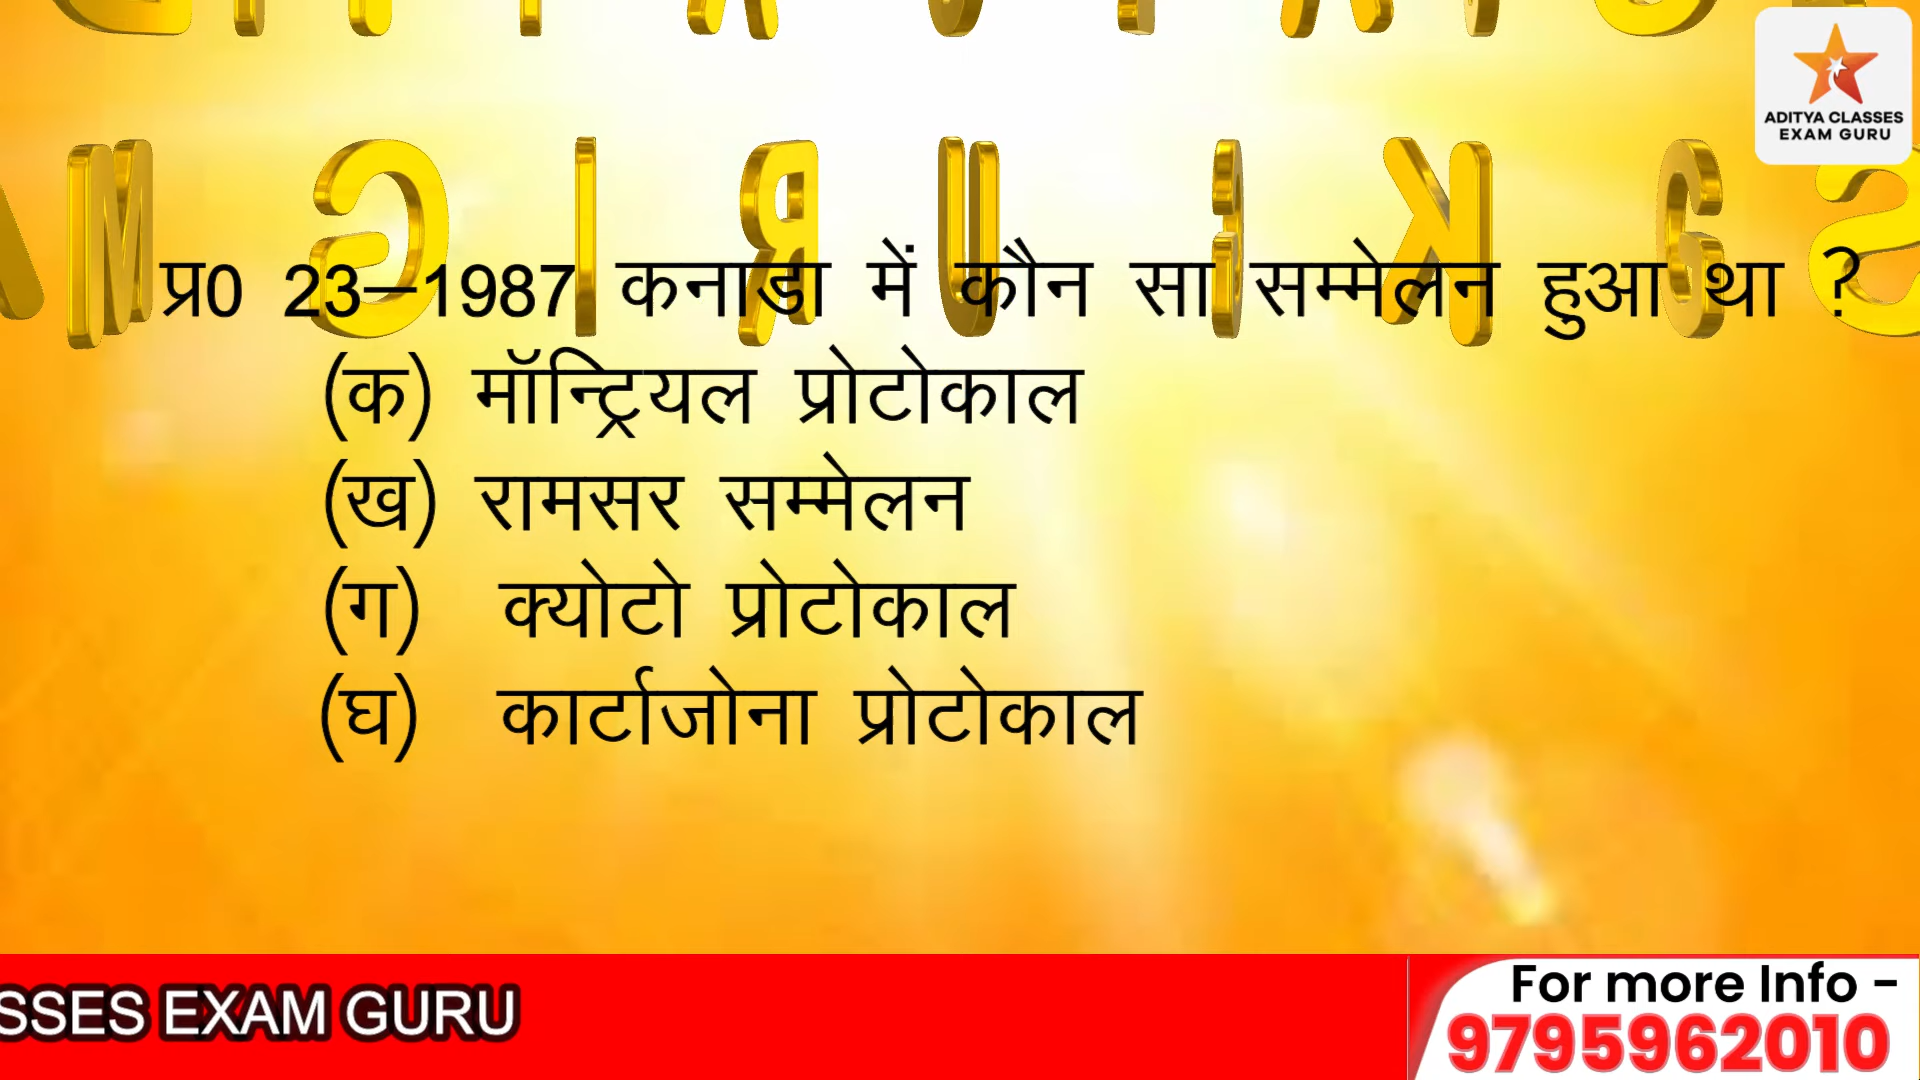 ADITYA CLASSES
EXAM GURU
प्र0 23–1987 कनाडा में कौन सा सम्मेलन हुआ था ?
(क) मॉन्ट्रियल प्रोटोकाल
(ख) रामसर सम्मेलन
(ग) क्योटो प्रोटोकाल
(घ) कार्टाजोना प्रोटोकाल
SSES EXAM GURU
For more Info -
9795962010